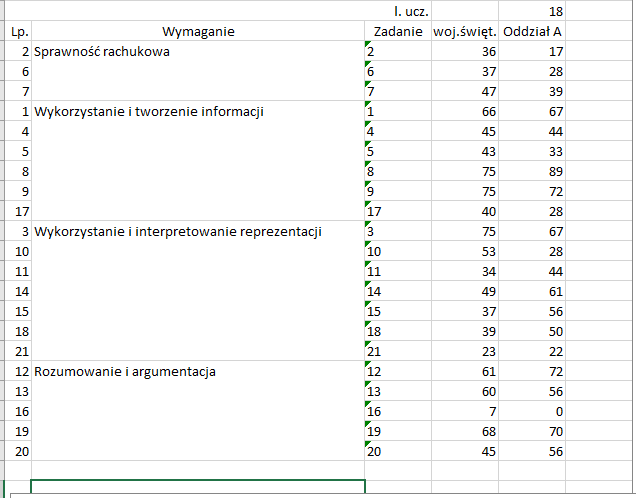 l. ucz. 18
Lp. Wymaganie Zadanie woj.święt. Oddział A
2 Sprawność rachukowa 2 36 17
6 6 37 28
7 7 47 39
1 Wykorzystanie i tworzenie informacji 1 66 67
4 4 45 44
5 5 43 33
8 8 75 89
9 9 75 72
17 17 40 28
3 Wykorzystanie i interpretowanie reprezentacji 3 75 67
10 10 53 28
11 11 34 44
14 14 49 61
15 15 37 56
18 18 39 50
21 21 23 22
12 Rozumowanie i argumentacja 12 61 72
13 13 60 56
16 16 7 0
19 19 68 70
20 20 45 56